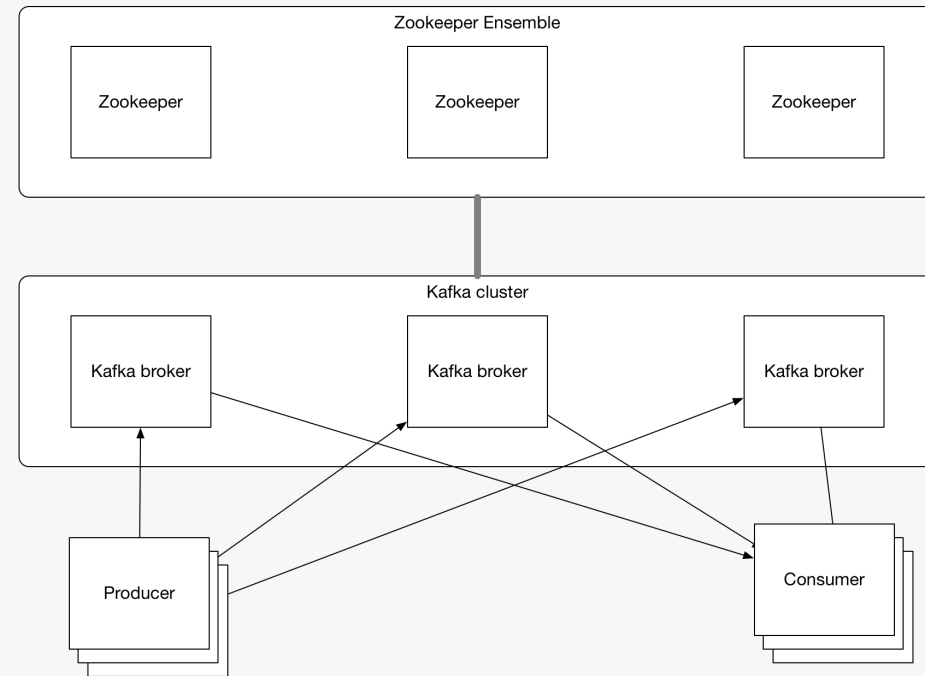 Zookeeper Ensemble
Zookeeper
Zookeeper
Zookeeper
Kafka cluster
Kafka broker
Kafka broker
Kafka broker
Producer
Consumer